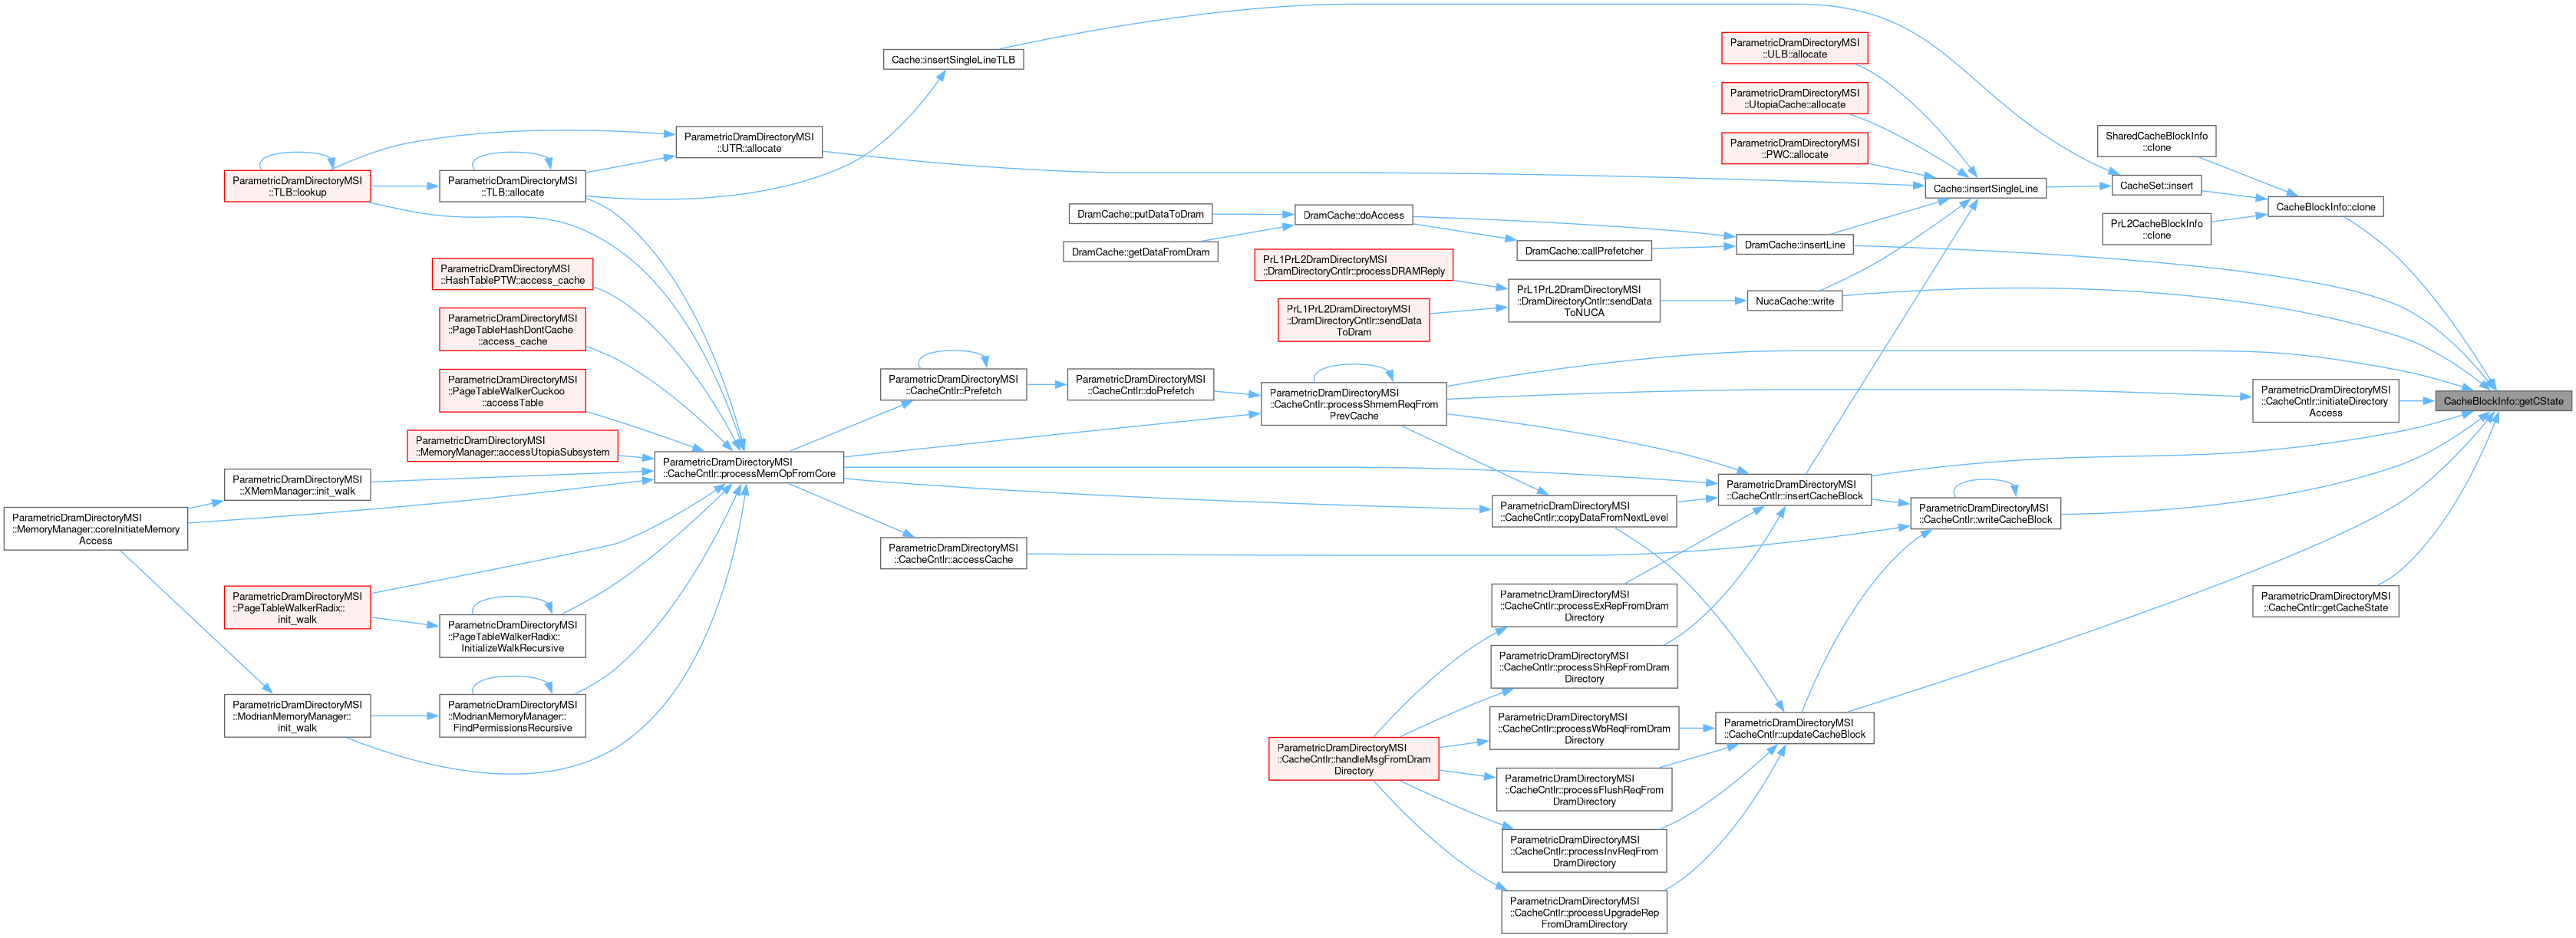 Cache::insertSingleLineTLB
ParametricDramDirectoryMSI
::ULB::allocate
ParametricDramDirectoryMSI
::UtopiaCache::allocate
ParametricDramDirectoryMSI
::PWC::allocate
SharedCacheBlockInfo
::clone
ParametricDramDirectoryMSI
::UTR::allocate
ParametricDramDirectoryMSI
::TLB::lookup
ParametricDramDirectoryMSI
::TLB::allocate
Cache::insertSingleLine
CacheSet::insert
CacheBlockInfo::clone
PrL2CacheBlockInfo
::clone
DramCache::putDataToDram
DramCache::doAccess
DramCache::getDataFromDram
DramCache::callPrefetcher
DramCache::insertLine
ParametricDramDirectoryMSI
::HashTablePTW::access_cache
PrL1PrL2DramDirectoryMSI
::DramDirectoryCntlr::processDRAMReply
PrL1PrL2DramDirectoryMSI
::DramDirectoryCntlr::sendData
ToNUCA
NucaCache::write
PrL1PrL2DramDirectoryMSI
::DramDirectoryCntlr::sendData
ToDram
ParametricDramDirectoryMSI
::PageTableHashDontCache
::access_cache
ParametricDramDirectoryMSI
::PageTableWalkerCuckoo
::accessTable
ParametricDramDirectoryMSI
::CacheCntlr::Prefetch
ParametricDramDirectoryMSI
::CacheCntlr::doPrefetch
ParametricDramDirectoryMSI
::CacheCntlr::processShmemReqFrom
PrevCache
ParametricDramDirectoryMSI
::CacheCntlr::initiateDirectory
Access
CacheBlockInfo::getCState
ParametricDramDirectoryMSI
::MemoryManager::accessUtopiaSubsystem
ParametricDramDirectoryMSI
::CacheCntlr::processMemOpFromCore
ParametricDramDirectoryMSI
::XMemManager::init_walk
ParametricDramDirectoryMSI
::CacheCntlr::insertCacheBlock
ParametricDramDirectoryMSI
::CacheCntlr::copyDataFromNextLevel
ParametricDramDirectoryMSI
::CacheCntlr::writeCacheBlock
ParametricDramDirectoryMSI
::MemoryManager::coreInitiateMemory
Access
ParametricDramDirectoryMSI
::CacheCntlr::accessCache
ParametricDramDirectoryMSI
::PageTableWalkerRadix::
init_walk
ParametricDramDirectoryMSI
::PageTableWalkerRadix::
InitializeWalkRecursive
ParametricDramDirectoryMSI
::CacheCntlr::processExRepFromDram
Directory
ParametricDramDirectoryMSI
::CacheCntlr::getCacheState
ParametricDramDirectoryMSI
::CacheCntlr::processShRepFromDram
Directory
ParametricDramDirectoryMSI
::ModrianMemoryManager::
init_walk
ParametricDramDirectoryMSI
::ModrianMemoryManager::
FindPermissionsRecursive
ParametricDramDirectoryMSI
::CacheCntlr::processWbReqFromDram
Directory
ParametricDramDirectoryMSI
::CacheCntlr::updateCacheBlock
ParametricDramDirectoryMSI
::CacheCntlr::handleMsgFromDram
Directory
ParametricDramDirectoryMSI
::CacheCntlr::processFlushReqFrom
DramDirectory
ParametricDramDirectoryMSI
::CacheCntlr::processInvReqFrom
DramDirectory
ParametricDramDirectoryMSI
::CacheCntlr::processUpgradeRep
FromDramDirectory